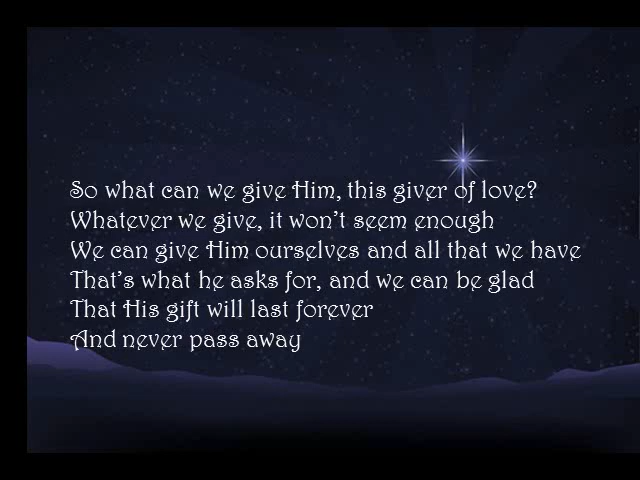 So what can we give Him, this giver of love?
Whatever we give, it won't seem enough
We can give Him ourselves and all that we have
That's what he asks for, and we can be glad
That His gift will last forever
And never pass away